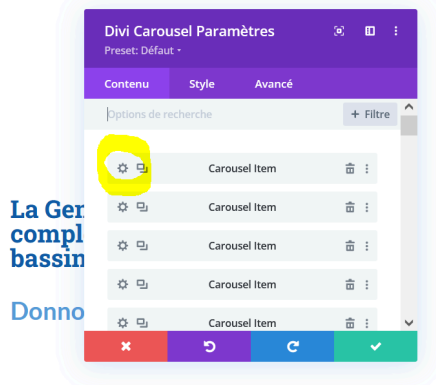 Divi Carousel Paramètres
Preset: Défaut
Contenu Style Avancé
Options de recherche + Filtre
Carousel Item
Carousel Item
La Gen
Carousel Item
compl
bassin
Carousel Item
Donno
Carousel Item